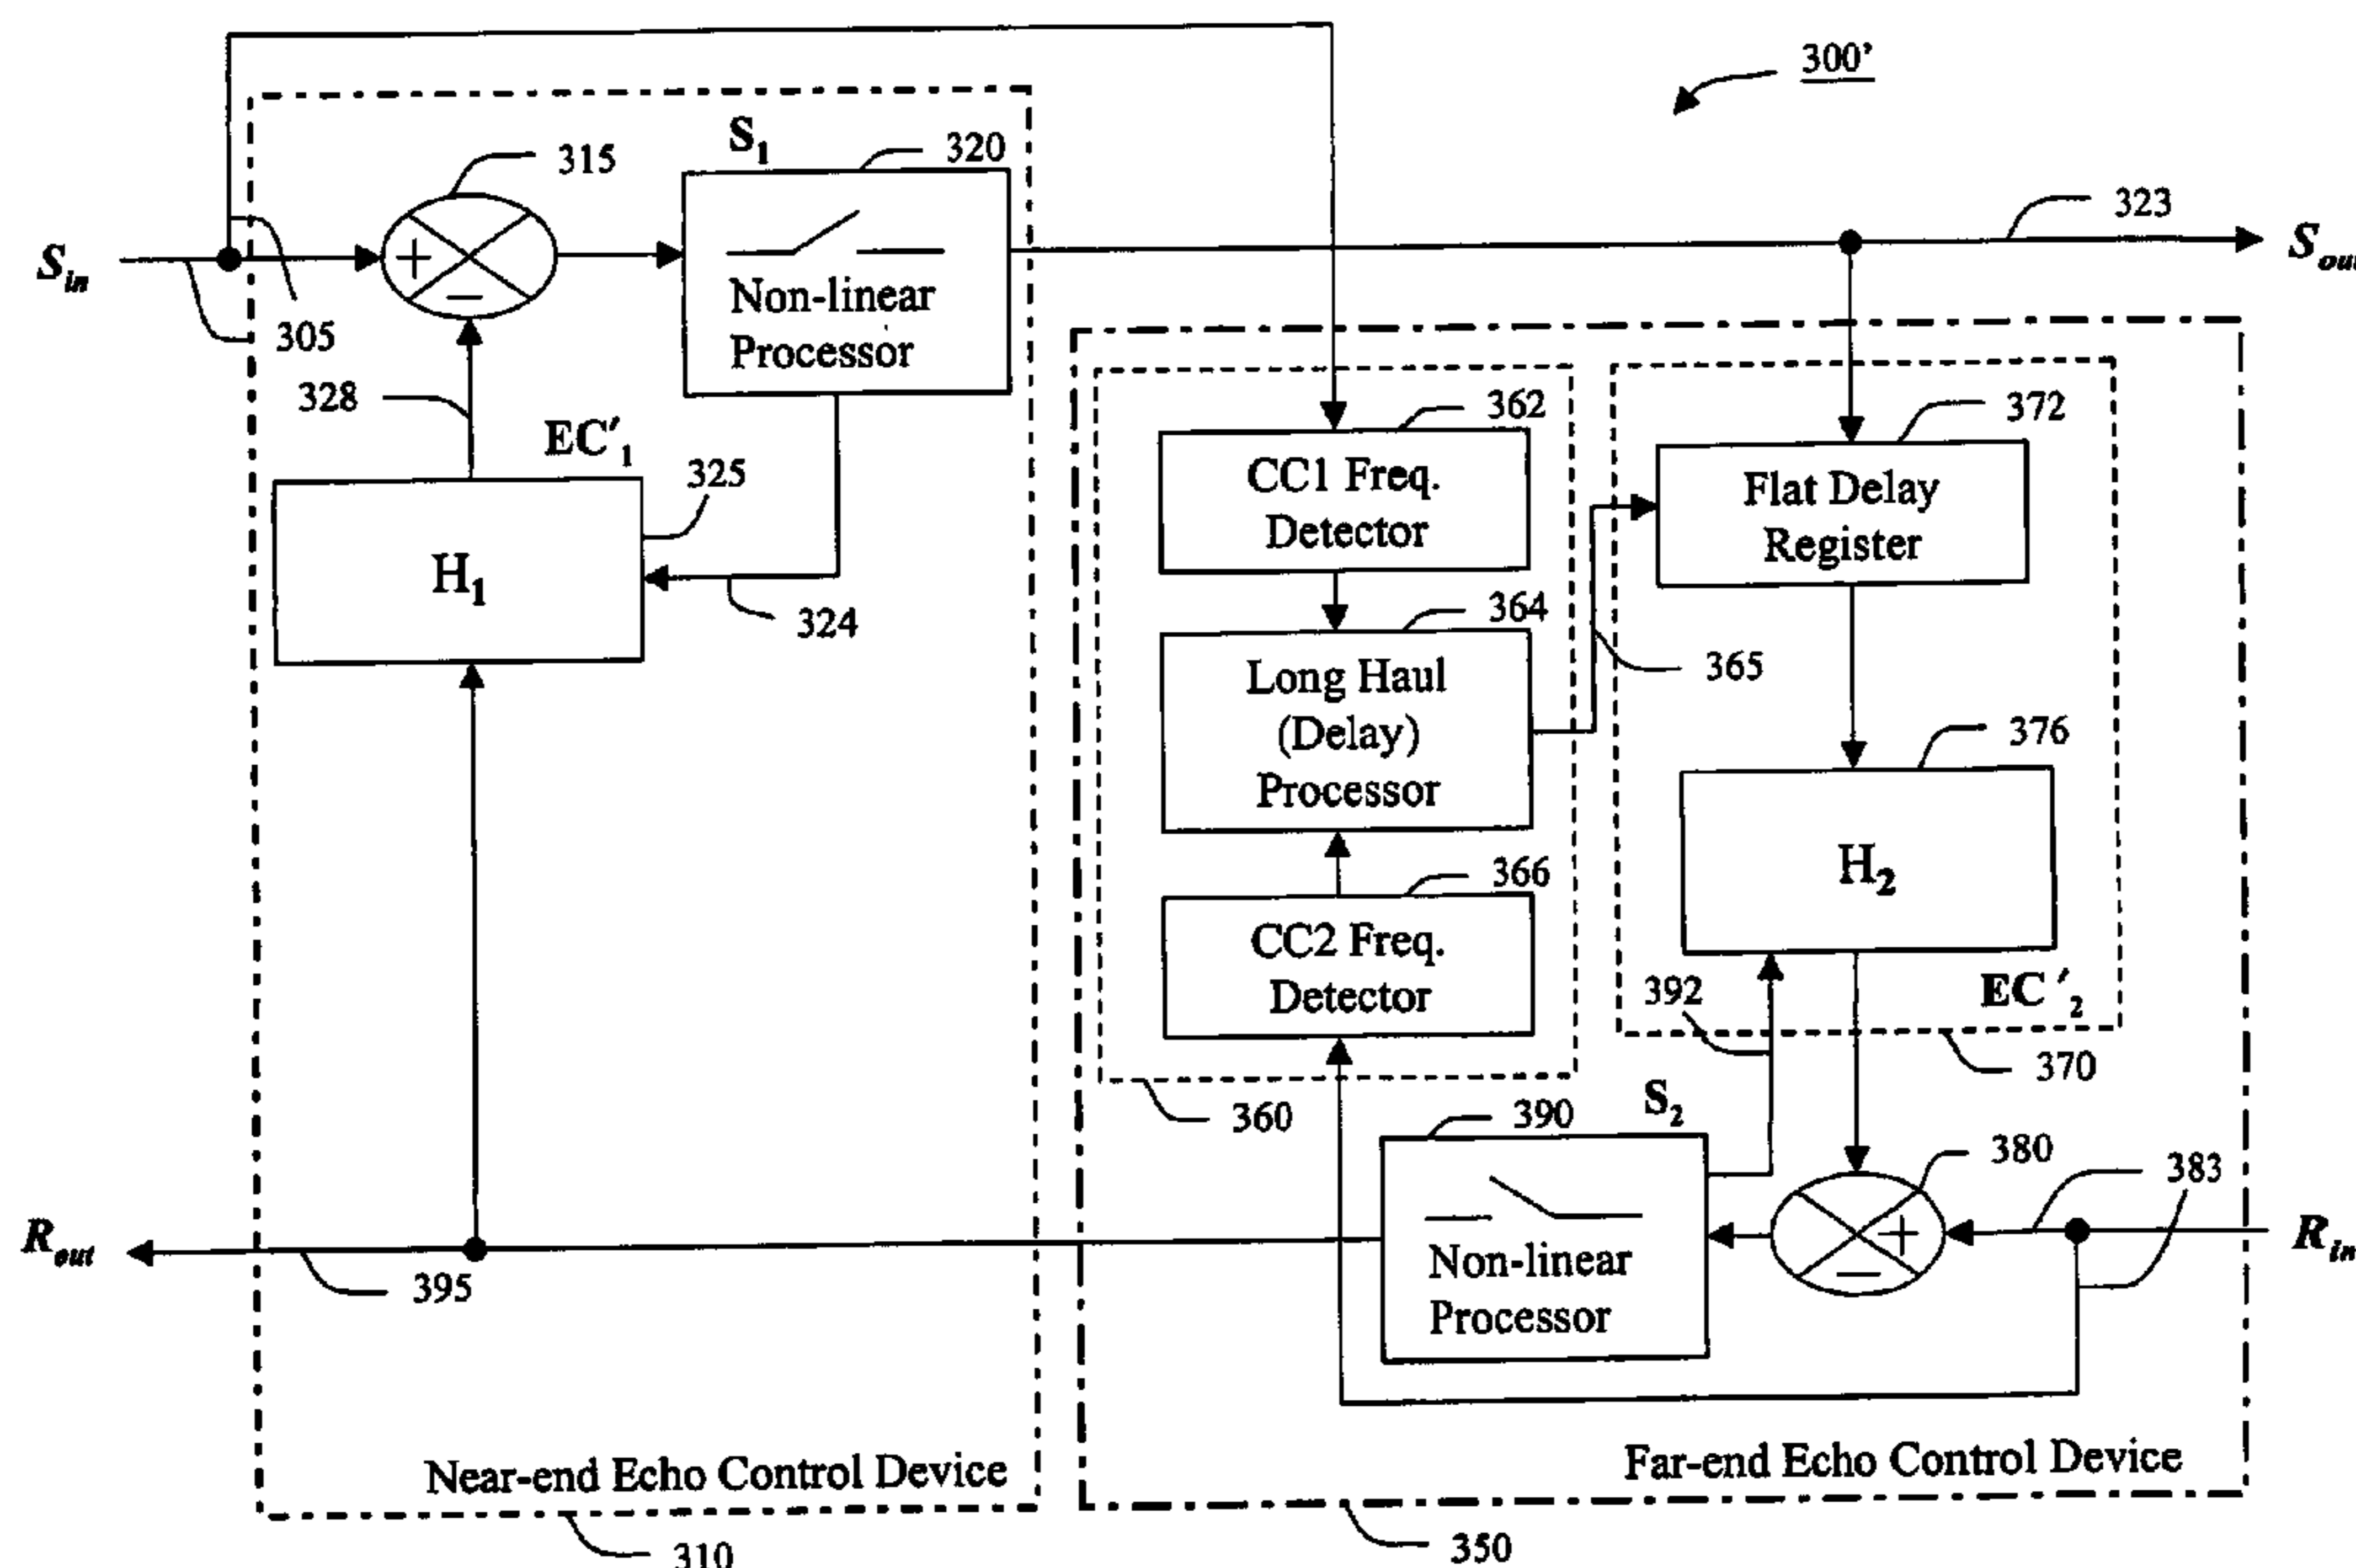 300'
S1
315
320
323
Sin
+
−
Non-linear
Processor
Sout
305
328
EC'1
325
H1
324
362
CC1 Freq.
Detector
364
Long Haul
(Delay)
Processor
366
CC2 Freq.
Detector
360
372
Flat Delay
Register
365
376
H2
392
EC'2
370
S2
390
380
383
Rout
395
Non-linear
Processor
+
−
Rin
Near-end Echo Control Device
Far-end Echo Control Device
310
350